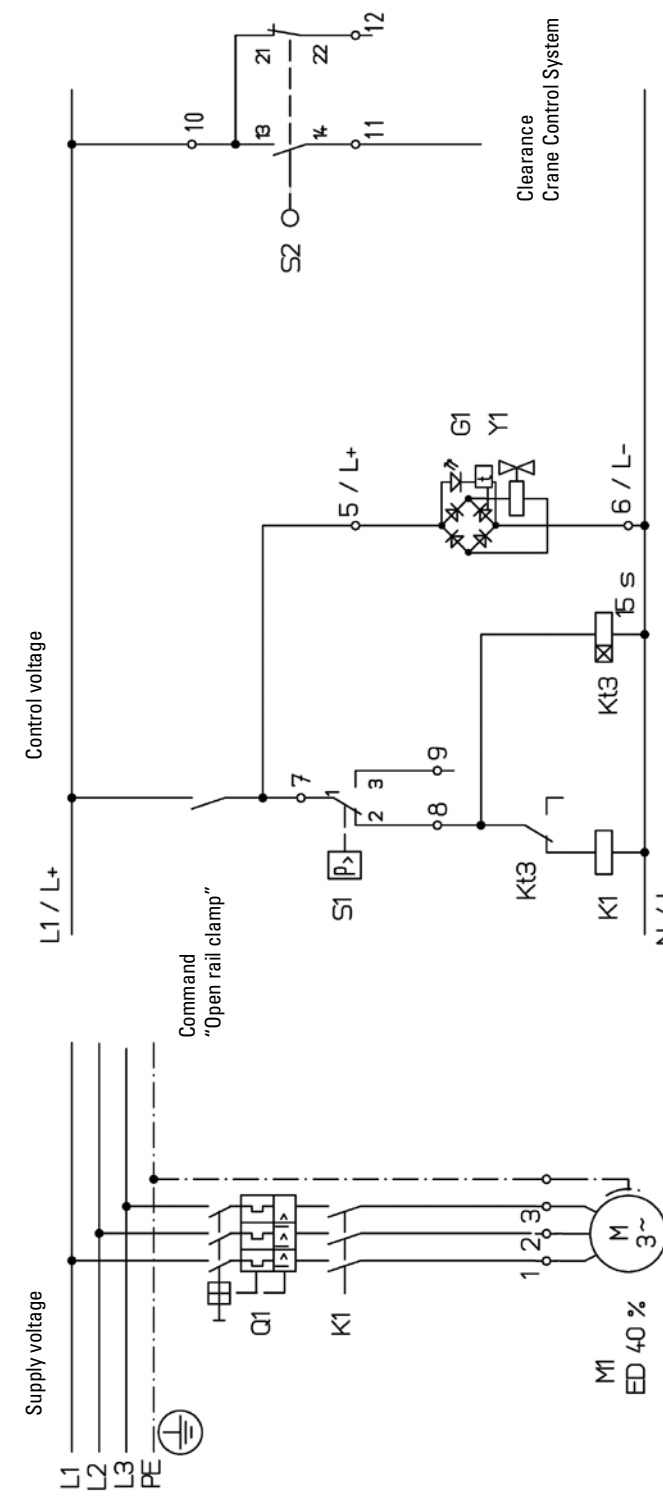 Supply voltage
L1
L2
L3
PE
Q1
I> I> I>
K1
1 2 3
M
3~
M1
ED 40 %
Control voltage
L1 / L+
Command
“Open rail clamp”
7
S1
P>
1
2 3
8 9
Kt3
K1
Kt3
15 s
5 / L+
G1
Y1
t
6 / L-
10
S2
13
14
21
22
11
12
Clearance
Crane Control System